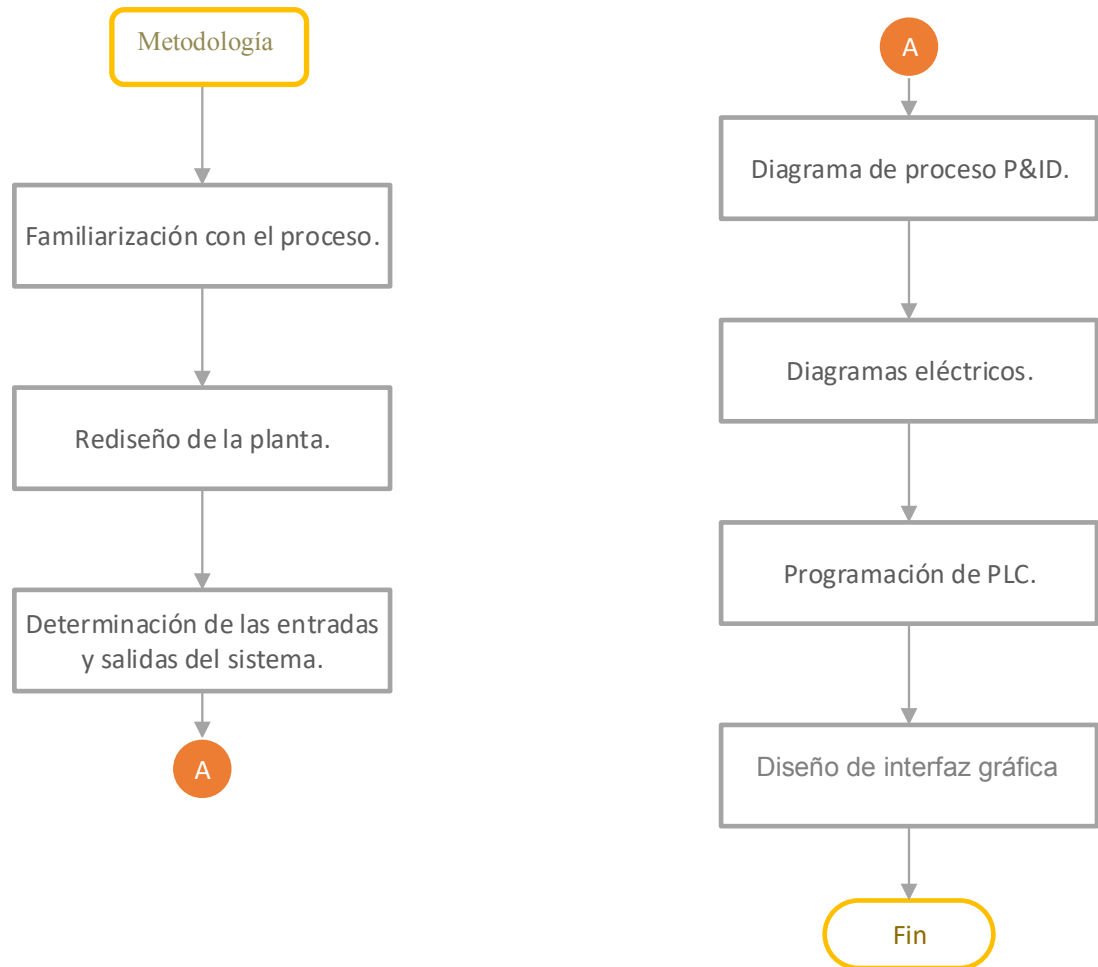 Metodología
Familiarización con el proceso.
Rediseño de la planta.
Determinación de las entradas
y salidas del sistema.
A
A
Diagrama de proceso P&ID.
Diagramas eléctricos.
Programación de PLC.
Diseño de interfaz gráfica
Fin